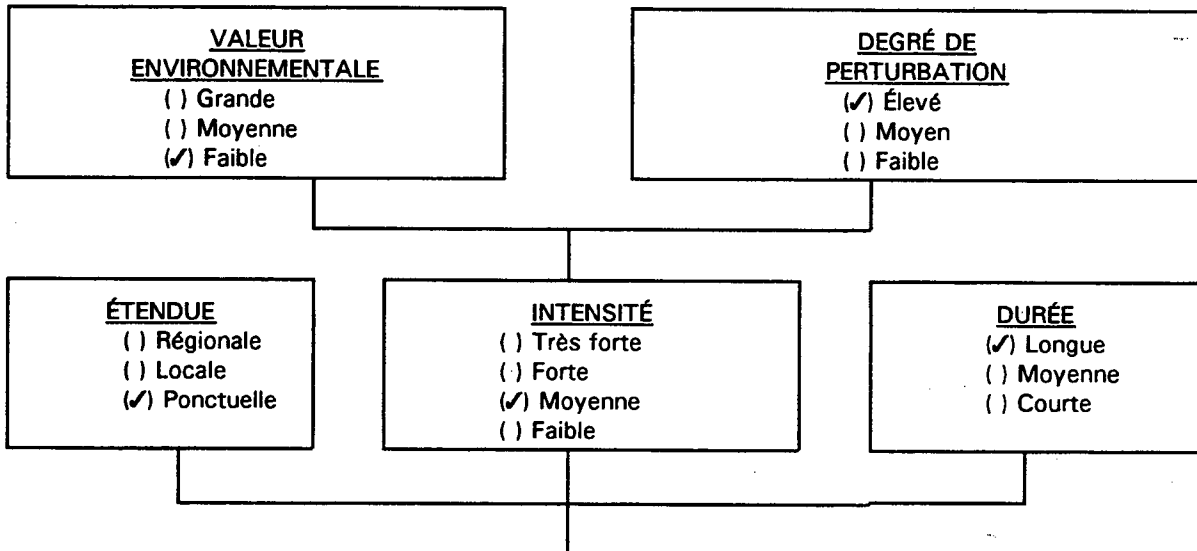 VALEUR
ENVIRONNEMENTALE
( ) Grande
( ) Moyenne
(✓) Faible
DEGRÉ DE
PERTURBATION
(✓) Élevé
( ) Moyen
( ) Faible
ÉTENDUE
( ) Régionale
( ) Locale
(✓) Ponctuelle
INTENSITÉ
( ) Très forte
( ) Forte
(✓) Moyenne
( ) Faible
DURÉE
(✓) Longue
( ) Moyenne
( ) Courte